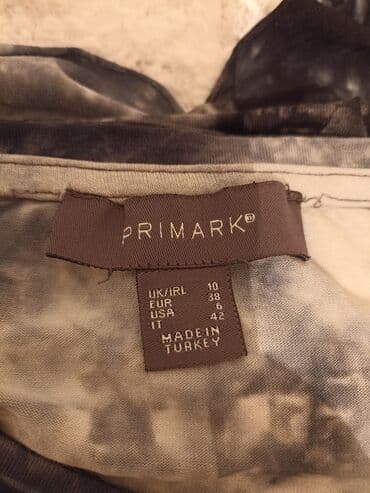 PRIMARK®
UK/IRL 10
EUR 38
USA 6
IT 42
MADE IN
TURKEY